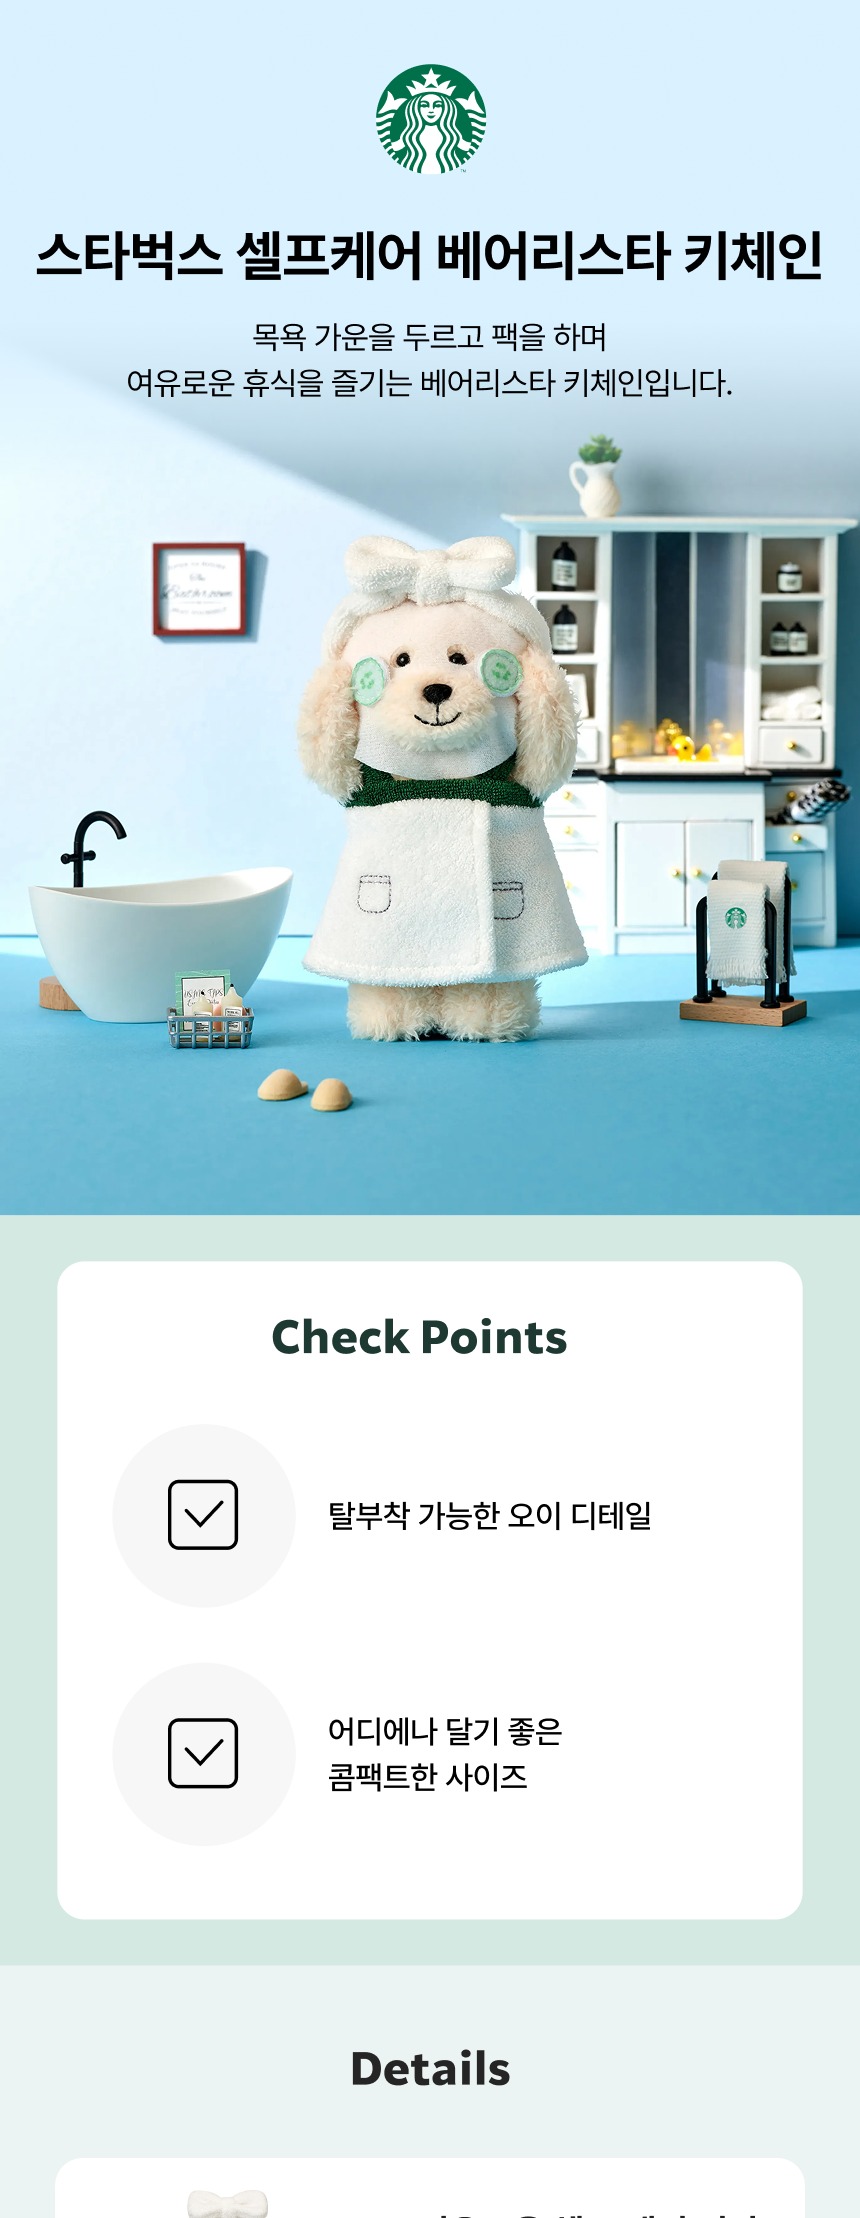 스타벅스 셀프케어 베어리스타 키체인
목욕 가운을 두르고 팩을 하며
여유로운 휴식을 즐기는 베어리스타 키체인입니다.
Bathroom
Check Points
탈부착 가능한 오이 디테일
어디에나 달기 좋은
콤팩트한 사이즈
Details